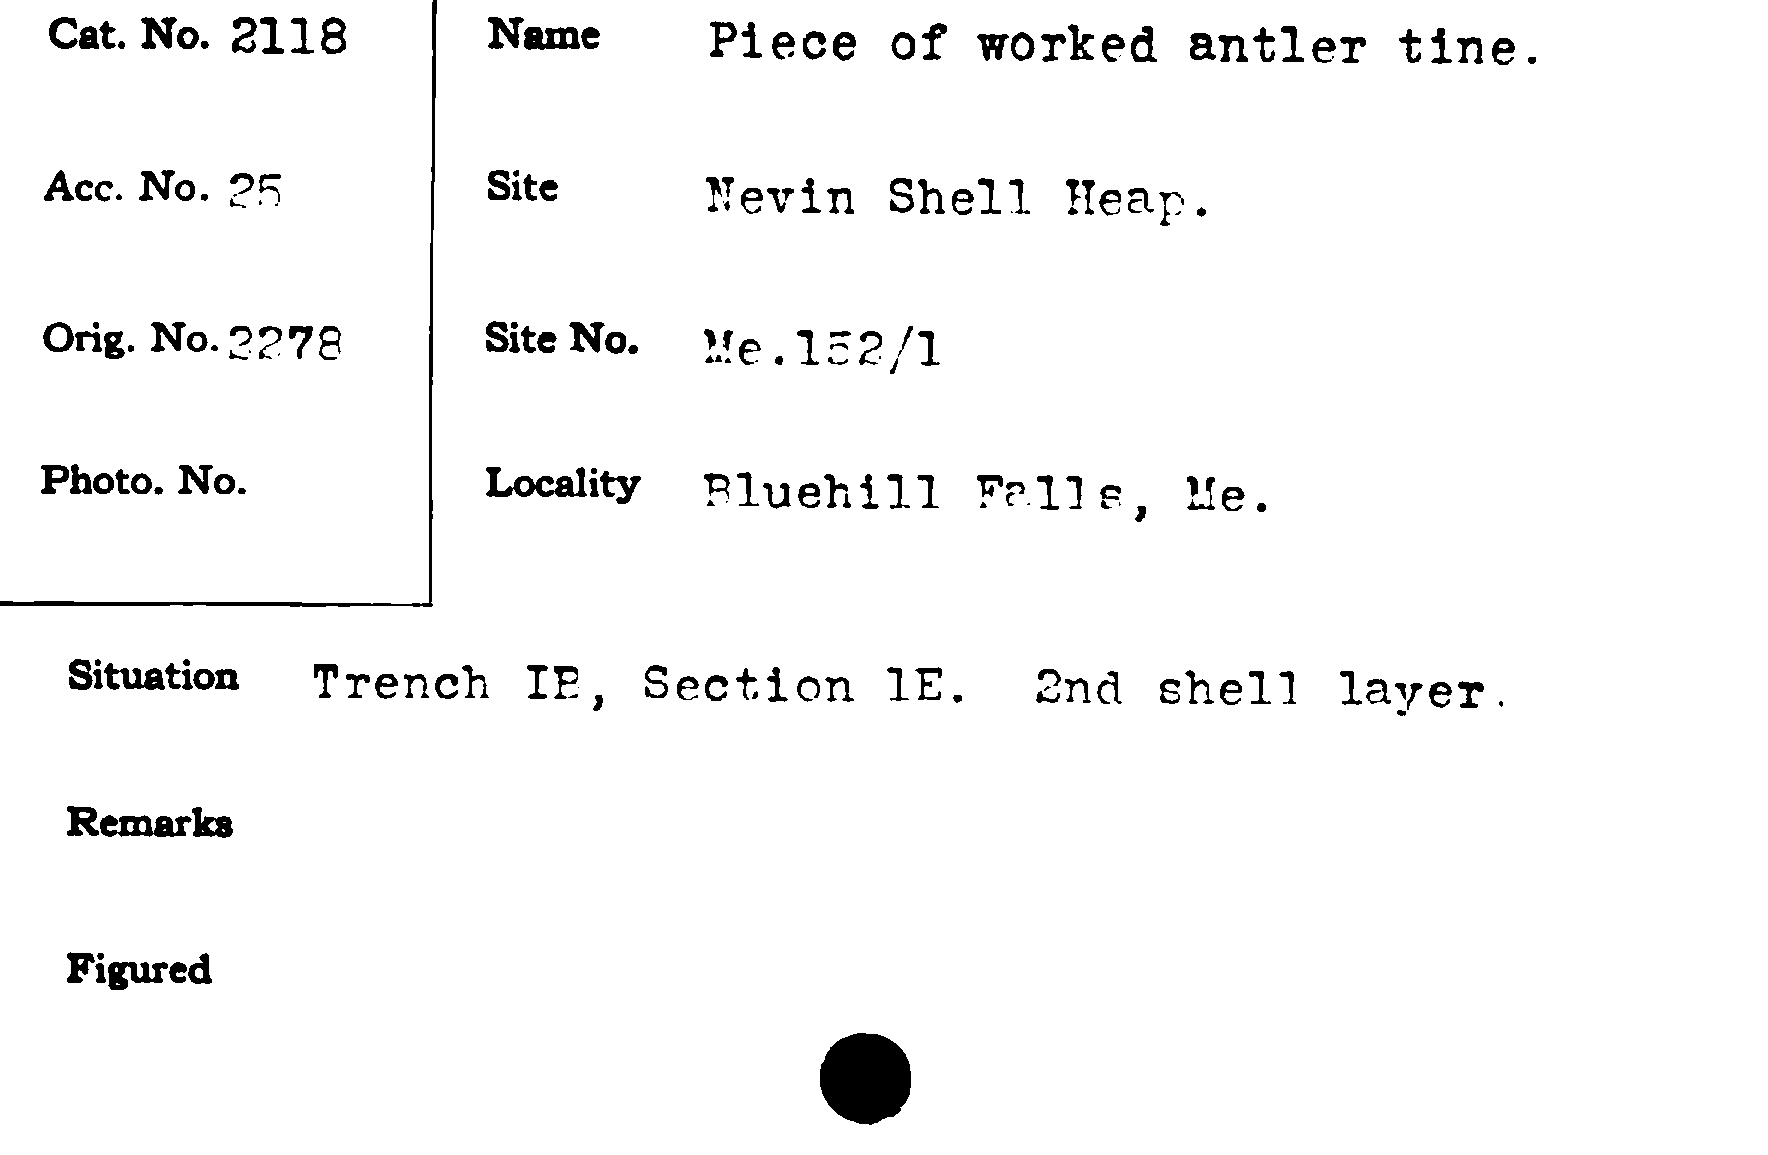 Cat. No. 2118
Name Piece of worked antler tine.
Acc. No. 25
Site Nevin Shell Heap.
Orig. No. 2278
Site No. Me.152/1
Photo. No.
Locality Bluehill Falls, Me.
Situation Trench IB, Section 1E. 2nd shell layer.
Remarks
Figured